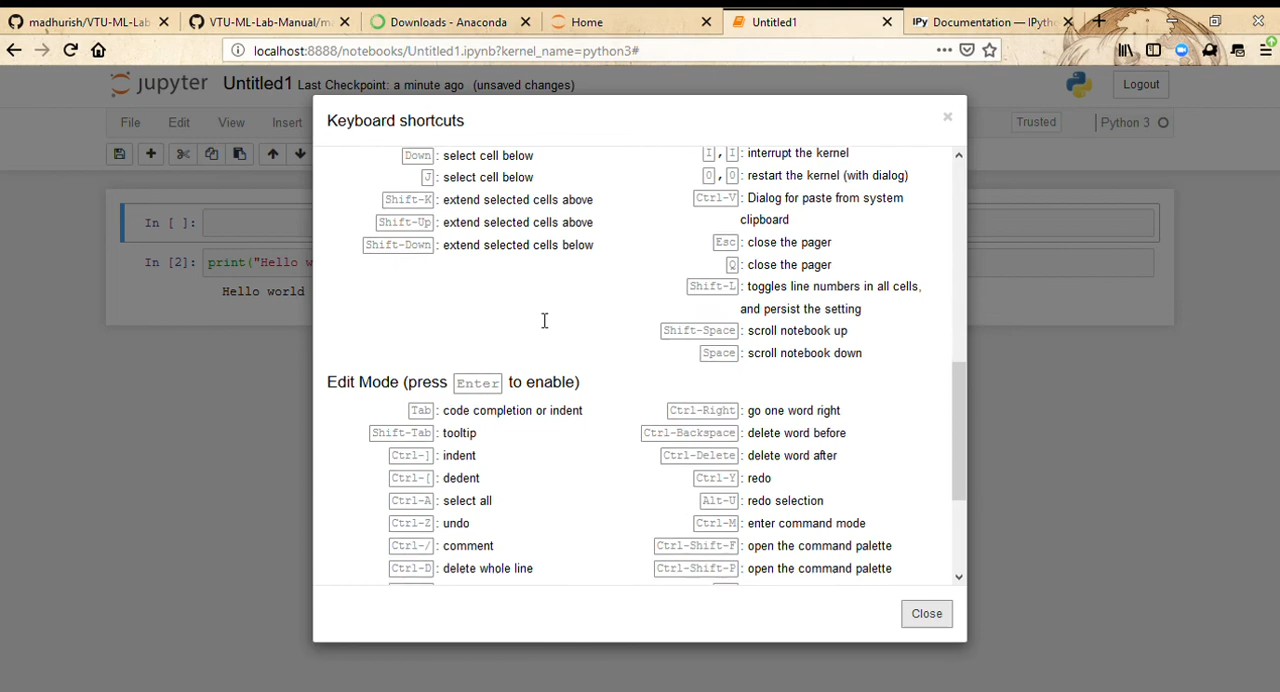 madhurish/VTU-ML-Lab
VTU-ML-Lab-Manual/m
Downloads - Anaconda
Home
Untitled1
IPy Documentation — IPyth
localhost:8888/notebooks/Untitled1.ipynb?kernel_name=python3#
jupyter Untitled1 Last Checkpoint: a minute ago (unsaved changes)
Logout
File Edit View Insert
Trusted
Python 3
In [ ]:
In [2]: print("Hello w
Hello world
Keyboard shortcuts
Down : select cell below
J : select cell below
Shift-K : extend selected cells above
Shift-Up : extend selected cells above
Shift-Down : extend selected cells below
I , I : interrupt the kernel
0 , 0 : restart the kernel (with dialog)
Ctrl-V : Dialog for paste from system
clipboard
Esc : close the pager
Q : close the pager
Shift-L : toggles line numbers in all cells,
and persist the setting
Shift-Space : scroll notebook up
Space : scroll notebook down
Edit Mode (press Enter to enable)
Tab : code completion or indent
Shift-Tab : tooltip
Ctrl-] : indent
Ctrl-[ : dedent
Ctrl-A : select all
Ctrl-Z : undo
Ctrl-/ : comment
Ctrl-D : delete whole line
Ctrl-Right : go one word right
Ctrl-Backspace : delete word before
Ctrl-Delete : delete word after
Ctrl-Y : redo
Alt-U : redo selection
Ctrl-M : enter command mode
Ctrl-Shift-F : open the command palette
Ctrl-Shift-P : open the command palette
Close